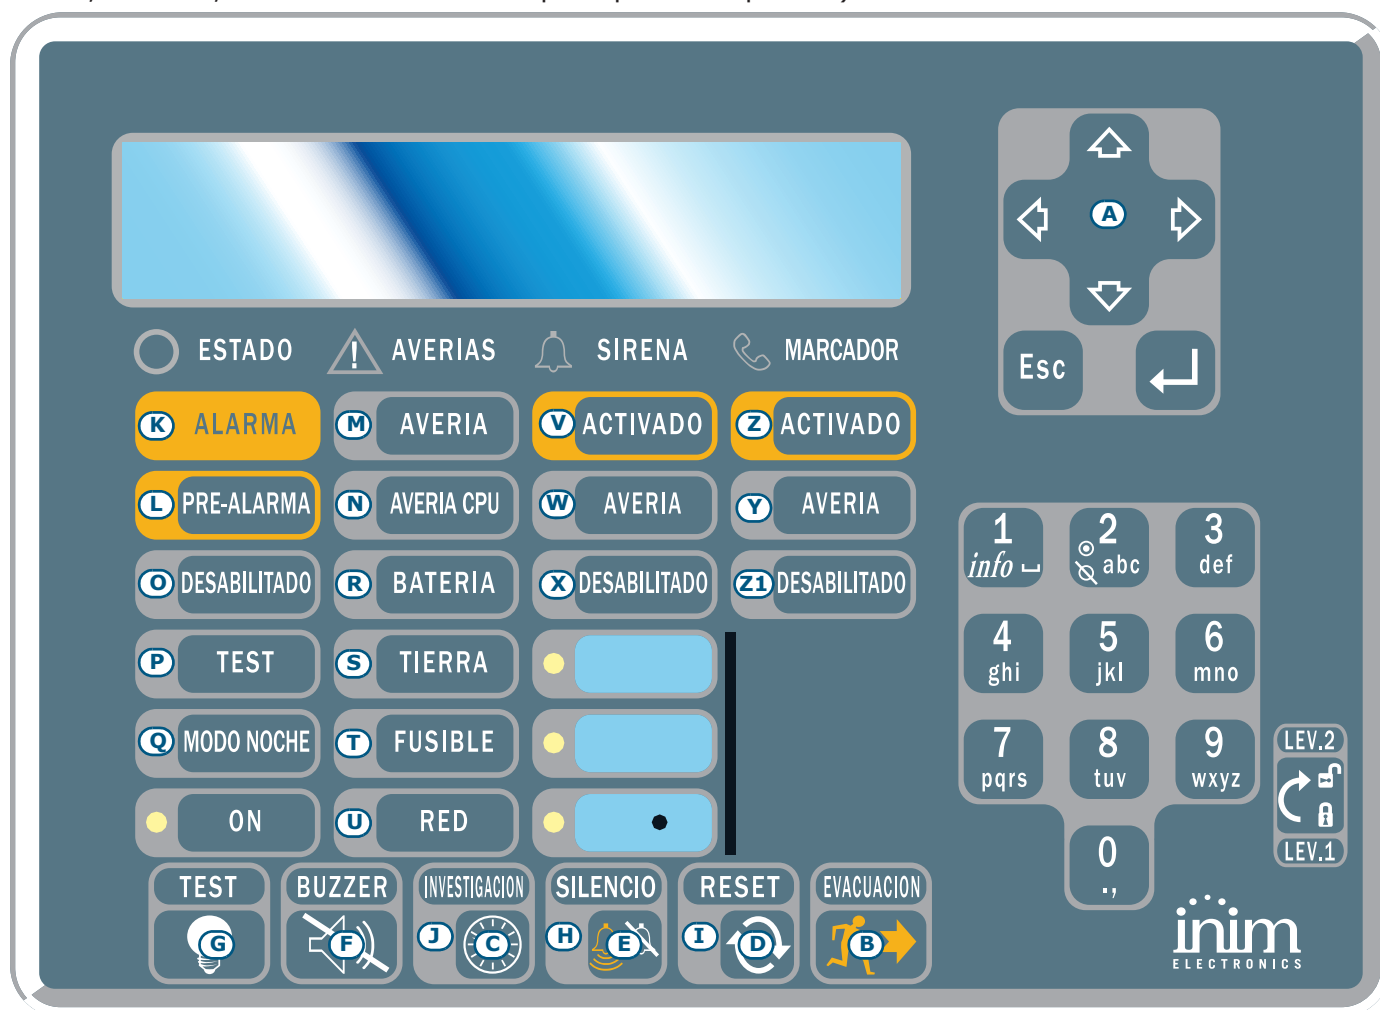 ESTADO AVERIAS SIRENA MARCADOR
K ALARMA M AVERIA V ACTIVADO Z ACTIVADO
L PRE-ALARMA N AVERIA CPU W AVERIA Y AVERIA
O DESABILITADO R BATERIA X DESABILITADO Z1 DESABILITADO
P TEST S TIERRA
Q MODO NOCHE T FUSIBLE
ON U RED
TEST BUZZER INVESTIGACION SILENCIO RESET EVACUACION
G F J C H E I D B
A
Esc
1 2 3
info abc def
4 5 6
ghi jkl mno
7 8 9
pqrs tuv wxyz
0
.,
LEV.2
LEV.1
inim
ELECTRONICS